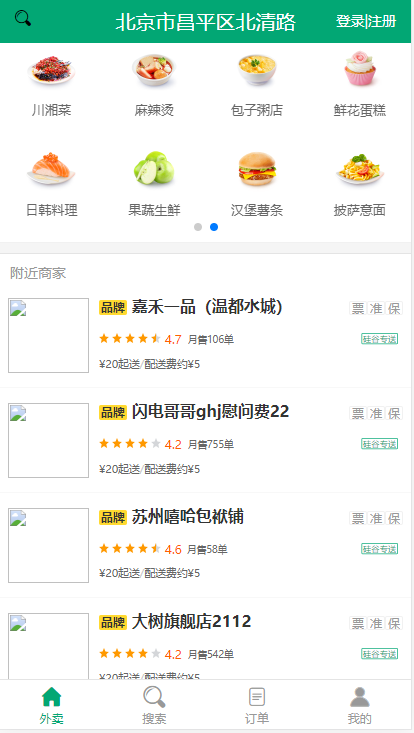 北京市昌平区北清路 登录|注册
川湘菜 麻辣烫 包子粥店 鲜花蛋糕
日韩料理 果蔬生鲜 汉堡薯条 披萨意面
附近商家
品牌 嘉禾一品（温都水城） 票 准 保
4.7 月售106单 硅谷专送
¥20起送/配送费约¥5
品牌 闪电哥哥ghj慰问费22 票 准 保
4.2 月售755单 硅谷专送
¥20起送/配送费约¥5
品牌 苏州嘻哈包袱铺 票 准 保
4.6 月售58单 硅谷专送
¥20起送/配送费约¥5
品牌 大树旗舰店2112 票 准 保
4.2 月售542单 硅谷专送
¥20起送/配送费约¥5
外卖 搜索 订单 我的